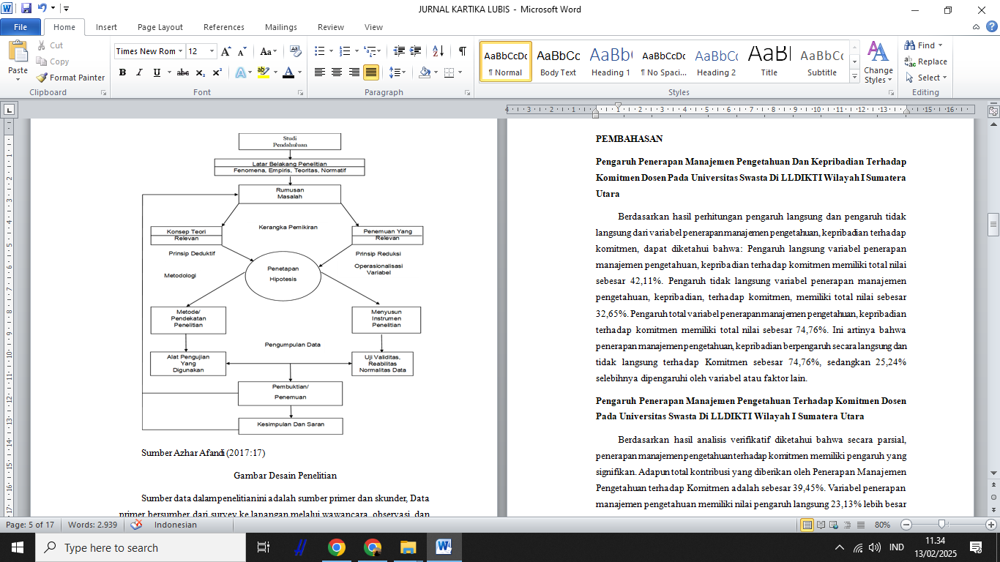 JURNAL KARTIKA LUBIS - Microsoft Word
File Home Insert Page Layout References Mailings Review View
Paste
Cut
Copy
Format Painter
Clipboard
Times New Rom 12
Font
Paragraph
AaBbCcDc AaBbCc AaBbC AaBbCcDc AaBbCc AaBI AaBbCc
¶ Normal Body Text Heading 1 ¶ No Spaci... Heading 2 Title Subtitle
Styles
Change
Styles
Find
Replace
Select
Editing
Studi
Pendahuluan
Latar Belakang Penelitian
Fenomena, Empiris, Teoritas, Normatif
Rumusan
Masalah
Kerangka Pemikiran
Konsep Teori
Relevan
Penemuan Yang
Relevan
Prinsip Deduktif
Prinsip Reduksi
Penetapan
Hipotesis
Operasionalisasi
Variabel
Metodologi
Metode/
Pendekatan
Penelitian
Menyusun
Instrumen
Penelitian
Pengumpulan Data
Alat Pengujian
Yang
Digunakan
Uji Validitas,
Reabilitas
Normalitas Data
Pembuktian/
Penemuan
Kesimpulan Dan Saran
Sumber Azhar Afandi (2017:17)
Gambar Desain Penelitian
Sumber data dalam penelitian ini adalah sumber primer dan skunder, Data
primer bersumber dari survey ke lapangan melalui wawancara, observasi, dan
PEMBAHASAN
Pengaruh Penerapan Manajemen Pengetahuan Dan Kepribadian Terhadap
Komitmen Dosen Pada Universitas Swasta Di LLDIKTI Wilayah I Sumatera
Utara
Berdasarkan hasil perhitungan pengaruh langsung dan pengaruh tidak
langsung dari variabel penerapan manajemen pengetahuan, kepribadian terhadap
komitmen, dapat diketahui bahwa: Pengaruh langsung variabel penerapan
manajemen pengetahuan, kepribadian terhadap komitmen memiliki total nilai
sebesar 42,11%. Pengaruh tidak langsung variabel penerapan manajemen
pengetahuan, kepribadian, terhadap komitmen, memiliki total nilai sebesar
32,65%. Pengaruh total variabel penerapan manajemen pengetahuan, kepribadian
terhadap komitmen memiliki total nilai sebesar 74,76%. Ini artinya bahwa
penerapan manajemen pengetahuan, kepribadian berpengaruh secara langsung dan
tidak langsung terhadap Komitmen sebesar 74,76%, sedangkan 25,24%
selebihnya dipengaruhi oleh variabel atau faktor lain.
Pengaruh Penerapan Manajemen Pengetahuan Terhadap Komitmen Dosen
Pada Universitas Swasta Di LLDIKTI Wilayah I Sumatera Utara
Berdasarkan hasil analisis verifikatif diketahui bahwa secara parsial,
penerapan manajemen pengetahuan terhadap komitmen memiliki pengaruh yang
signifikan. Adapun total kontribusi yang diberikan oleh Penerapan Manajemen
Pengetahuan terhadap Komitmen adalah sebesar 39,45%. Variabel penerapan
manajemen pengetahuan memiliki nilai pengaruh langsung 23,13% lebih besar
Page: 5 of 17 Words: 2.939 Indonesian 80%
Type here to search
IND
11.34
13/02/2025